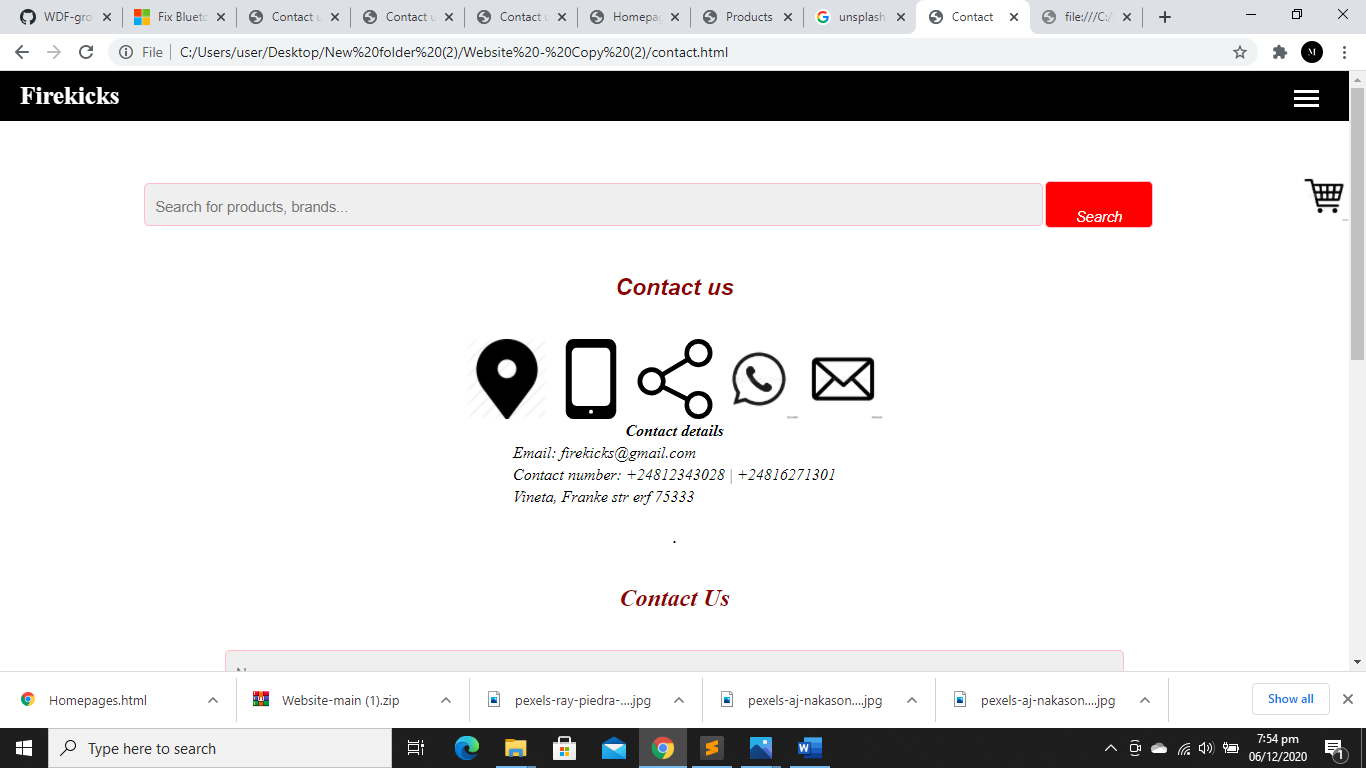 WDF-gro
Fix Blueto
Contact u
Contact u
Contact u
Homepag
Products
unsplash
Contact
file:///C:/
File
C:/Users/user/Desktop/New%20folder%20(2)/Website%20-%20Copy%20(2)/contact.html
M
Firekicks
Search for products, brands...
Search
Contact us
Contact details
Email: firekicks@gmail.com
Contact number: +24812343028 | +24816271301
Vineta, Franke str erf 75333
.
Contact Us
Homepages.html
Website-main (1).zip
pexels-ray-piedra-....jpg
pexels-aj-nakason....jpg
pexels-aj-nakason....jpg
Show all
Type here to search
7:54 pm
06/12/2020
1